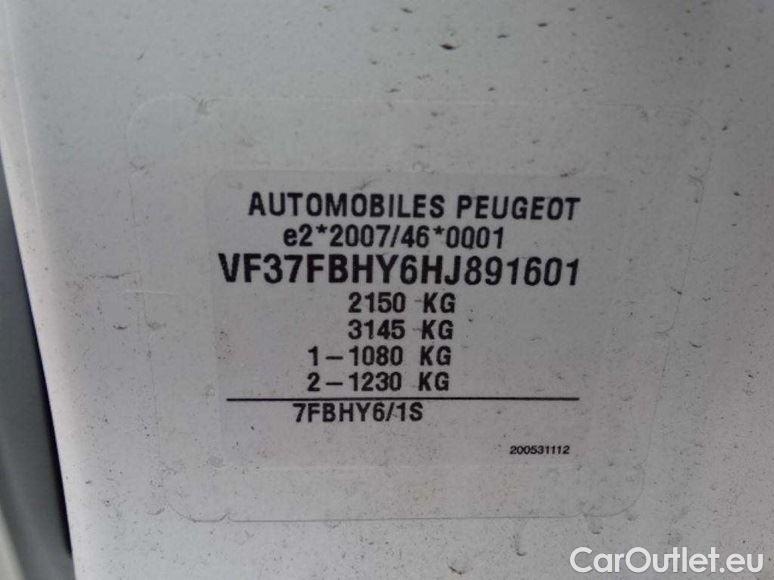 AUTOMOBILES PEUGEOT
e2*2007/46*0001
VF37FBHY6HJ891601
2150 KG
3145 KG
1-1080 KG
2-1230 KG
7FBHY6/1S
200531112
CarOutlet.eu